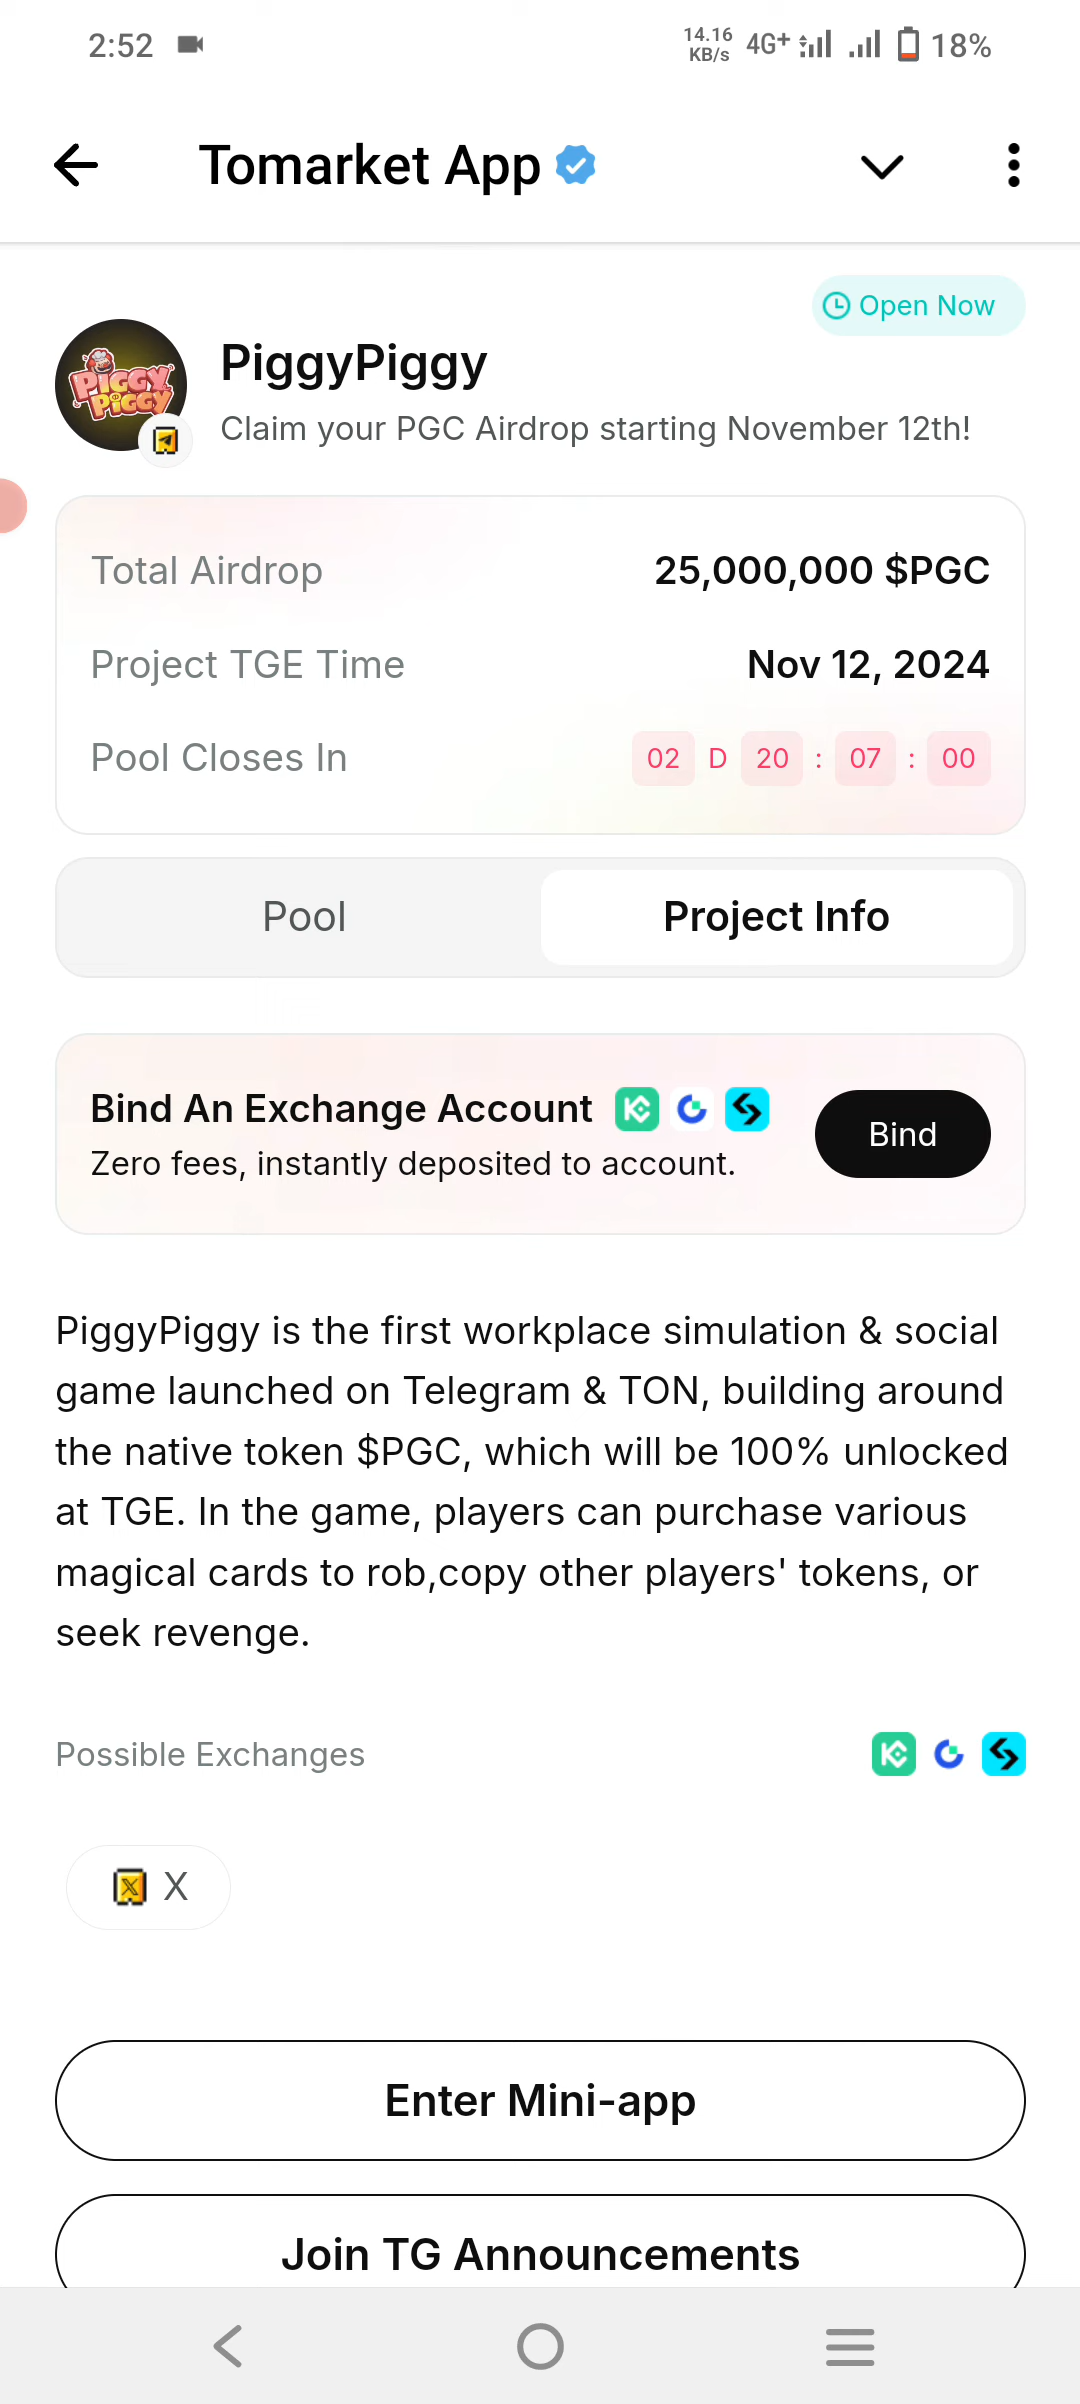 2:52
14.16 KB/s 4G+ 18%
Tomarket App
Open Now
PIGGY PIGGY
PiggyPiggy
Claim your PGC Airdrop starting November 12th!
Total Airdrop 25,000,000 $PGC
Project TGE Time Nov 12, 2024
Pool Closes In 02 D 20 : 07 : 00
Pool Project Info
Bind An Exchange Account
Zero fees, instantly deposited to account.
Bind
PiggyPiggy is the first workplace simulation & social
game launched on Telegram & TON, building around
the native token $PGC, which will be 100% unlocked
at TGE. In the game, players can purchase various
magical cards to rob,copy other players' tokens, or
seek revenge.
Possible Exchanges
X
Enter Mini-app
Join TG Announcements